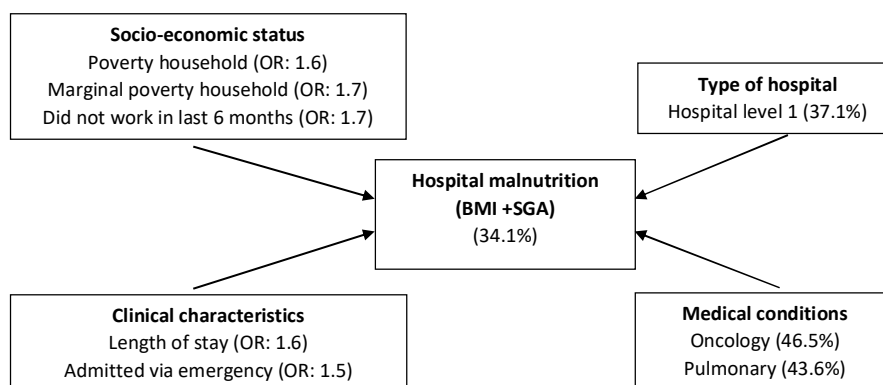 Socio-economic status
Poverty household (OR: 1.6)
Marginal poverty household (OR: 1.7)
Did not work in last 6 months (OR: 1.7)
Type of hospital
Hospital level 1 (37.1%)
Hospital malnutrition
(BMI +SGA)
(34.1%)
Clinical characteristics
Length of stay (OR: 1.6)
Admitted via emergency (OR: 1.5)
Medical conditions
Oncology (46.5%)
Pulmonary (43.6%)